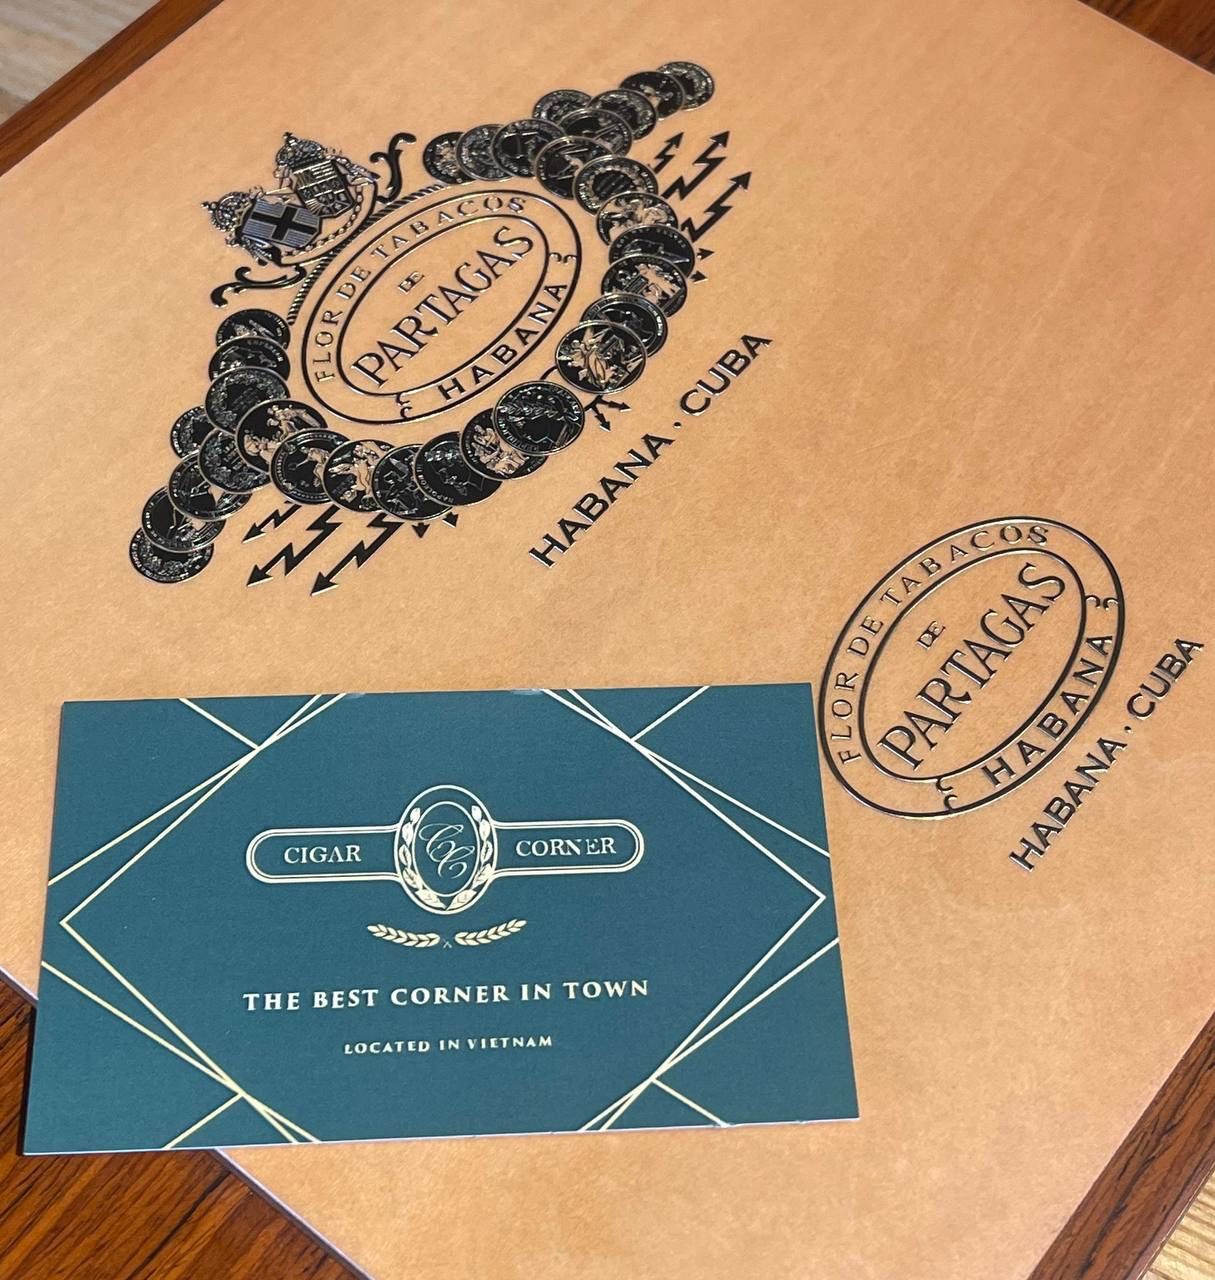 FLOR DE TABACOS
DE
PARTAGAS
HABANA
HABANA . CUBA
FLOR DE TABACOS
DE
PARTAGAS
HABANA
HABANA . CUBA
CIGAR CC CORNER
THE BEST CORNER IN TOWN
LOCATED IN VIETNAM